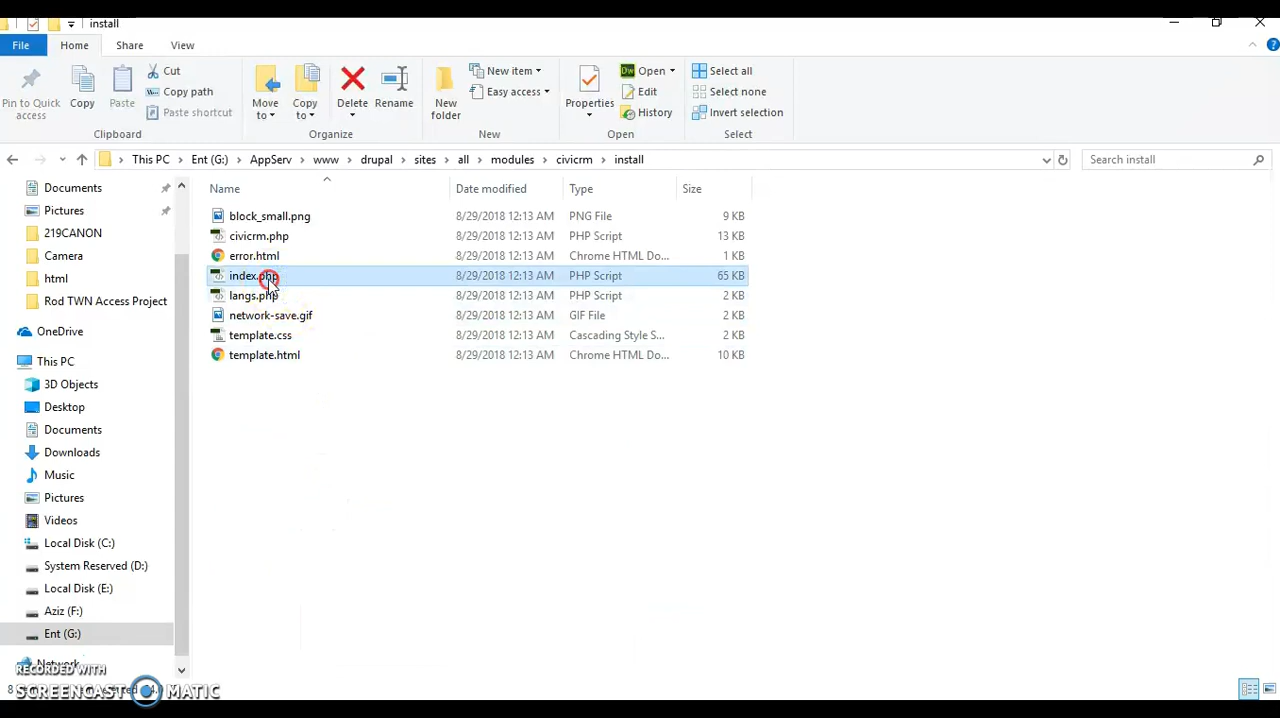 install
File Home Share View
Pin to Quick access
Copy
Paste
Cut
Copy path
Paste shortcut
Clipboard
Move to
Copy to
Delete
Rename
Organize
New folder
New item
Easy access
New
Properties
Open
Edit
History
Open
Select all
Select none
Invert selection
Select
This PC Ent (G:) AppServ www drupal sites all modules civicrm install
Search install
Documents
Pictures
219CANON
Camera
html
Rod TWN Access Project
OneDrive
This PC
3D Objects
Desktop
Documents
Downloads
Music
Pictures
Videos
Local Disk (C:)
System Reserved (D:)
Local Disk (E:)
Aziz (F:)
Ent (G:)
Network
Name Date modified Type Size
block_small.png 8/29/2018 12:13 AM PNG File 9 KB
civicrm.php 8/29/2018 12:13 AM PHP Script 13 KB
error.html 8/29/2018 12:13 AM Chrome HTML Do... 1 KB
index.php 8/29/2018 12:13 AM PHP Script 65 KB
langs.php 8/29/2018 12:13 AM PHP Script 2 KB
network-save.gif 8/29/2018 12:13 AM GIF File 2 KB
template.css 8/29/2018 12:13 AM Cascading Style S... 2 KB
template.html 8/29/2018 12:13 AM Chrome HTML Do... 10 KB
RECORDED WITH
SCREENCAST MATIC